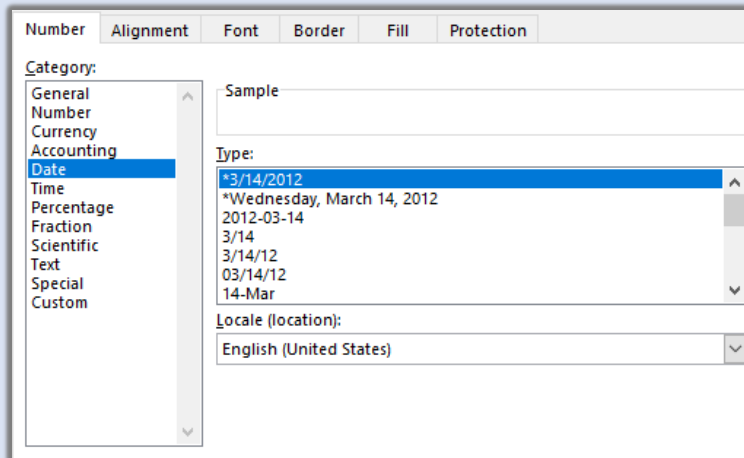 Number Alignment Font Border Fill Protection
Category:
General
Number
Currency
Accounting
Date
Time
Percentage
Fraction
Scientific
Text
Special
Custom
Sample
Type:
*3/14/2012
*Wednesday, March 14, 2012
2012-03-14
3/14
3/14/12
03/14/12
14-Mar
Locale (location):
English (United States)